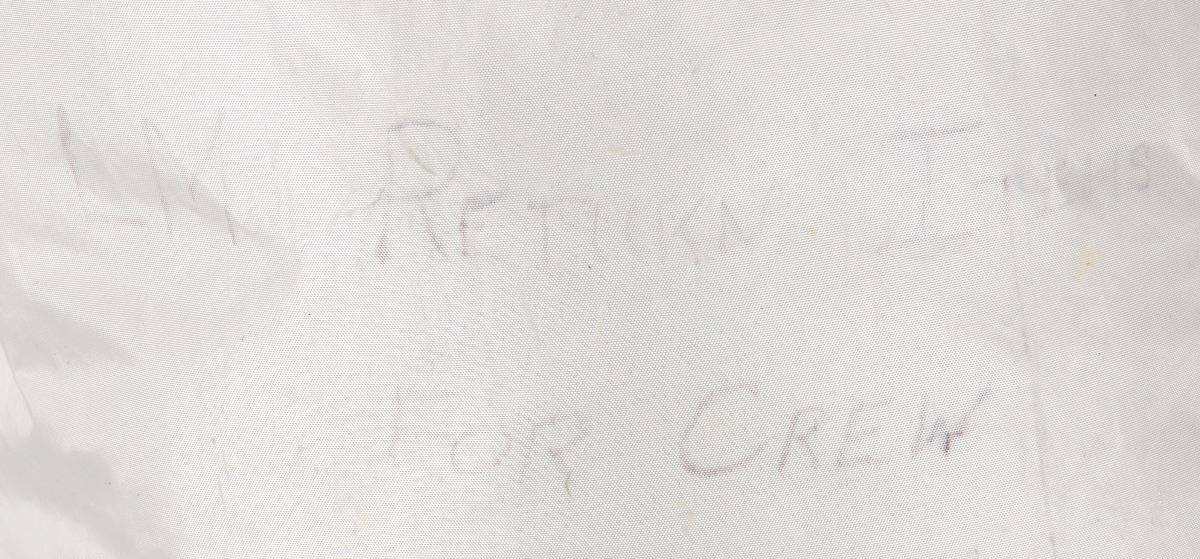 LM RETURN ITEMS
FOR CREW